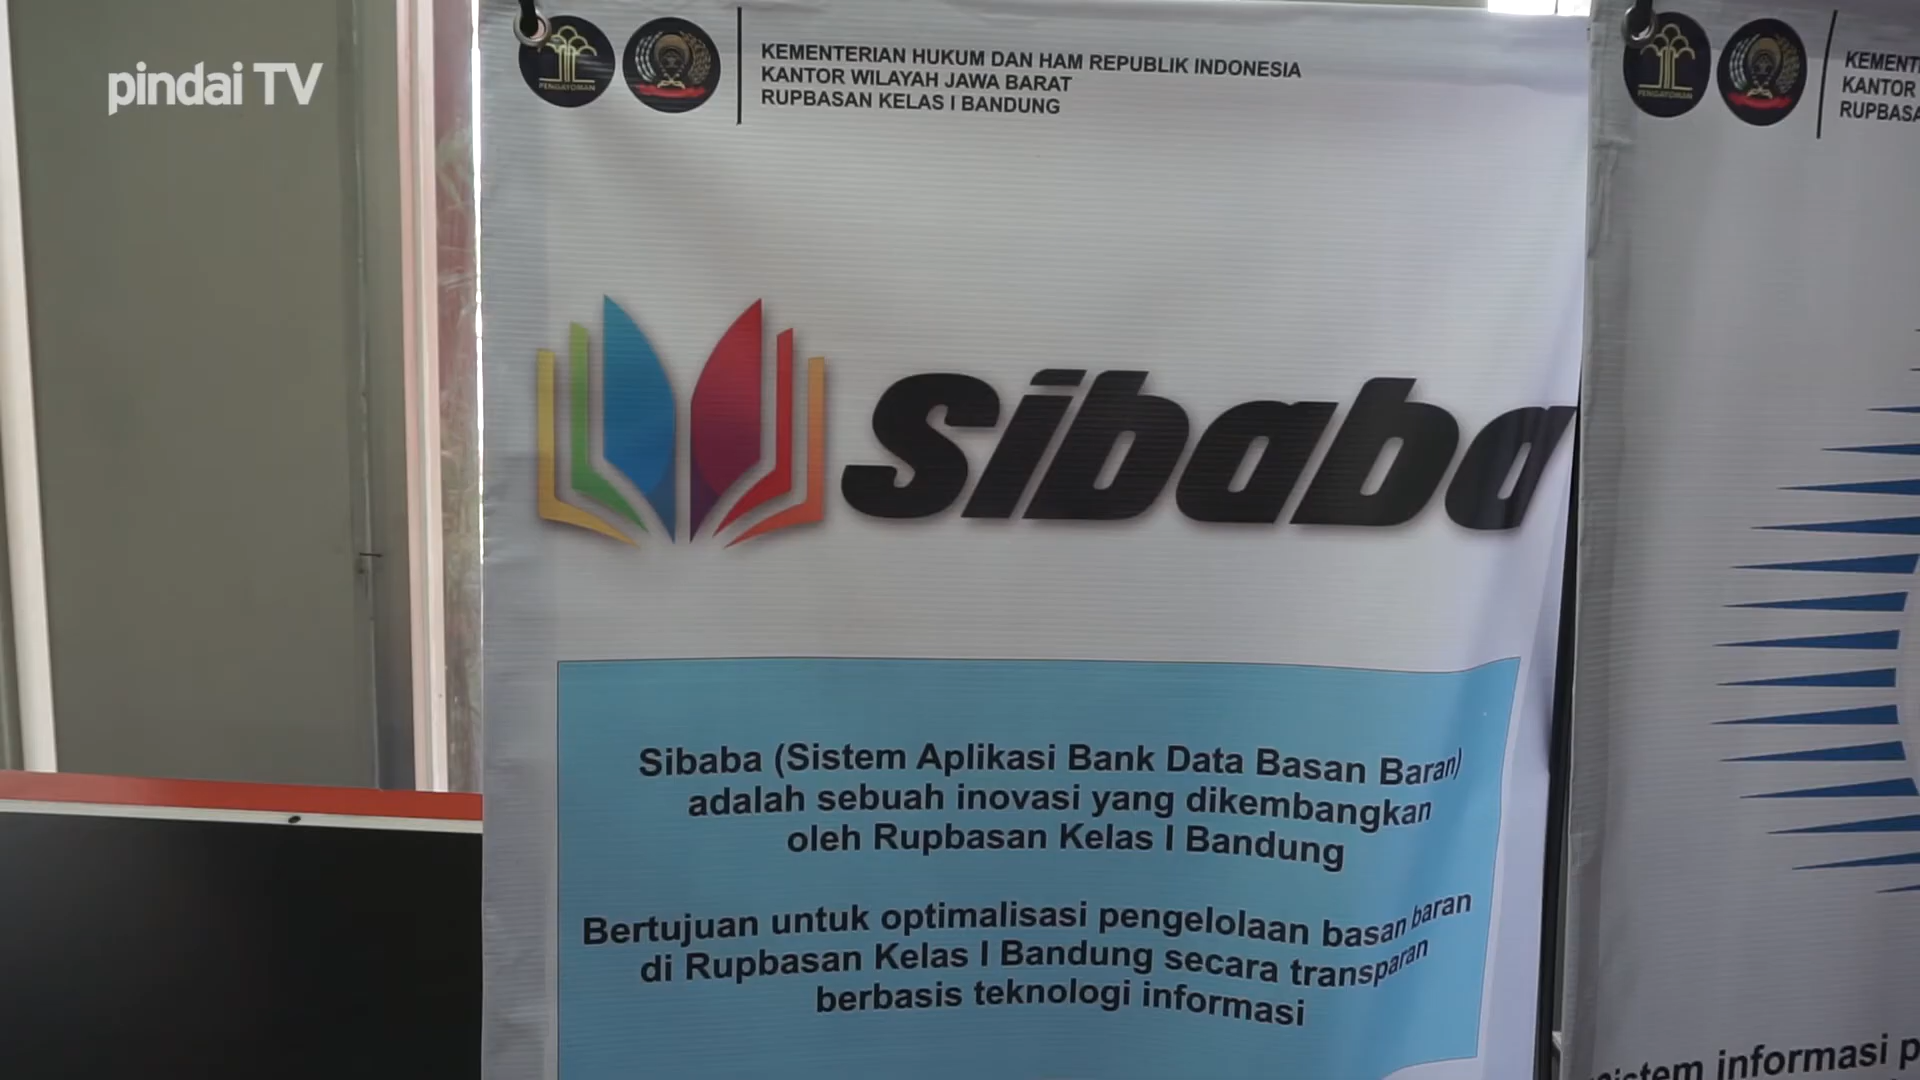 pindai TV
PENGAYOMAN
KEMENTERIAN HUKUM DAN HAM REPUBLIK INDONESIA
KANTOR WILAYAH JAWA BARAT
RUPBASAN KELAS I BANDUNG
Sibaba
Sibaba (Sistem Aplikasi Bank Data Basan Baran)
adalah sebuah inovasi yang dikembangkan
oleh Rupbasan Kelas I Bandung
Bertujuan untuk optimalisasi pengelolaan basan baran
di Rupbasan Kelas I Bandung secara transparan
berbasis teknologi informasi
PENGAYOMAN
KEMENT
KANTOR
RUPBASA
sistem informasi p